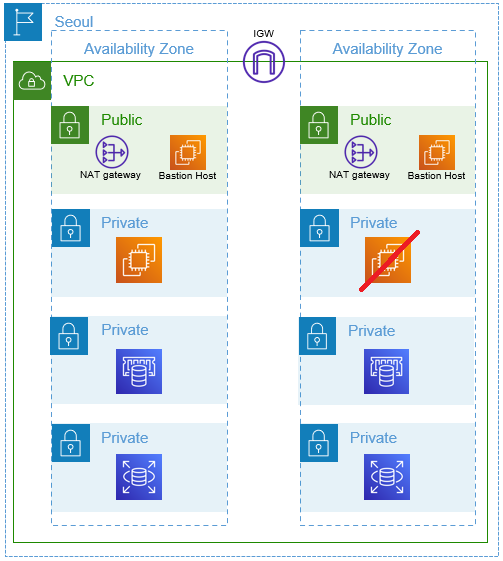 Seoul
IGW
Availability Zone
Availability Zone
VPC
Public
NAT gateway
Bastion Host
Public
NAT gateway
Bastion Host
Private
Private
Private
Private
Private
Private